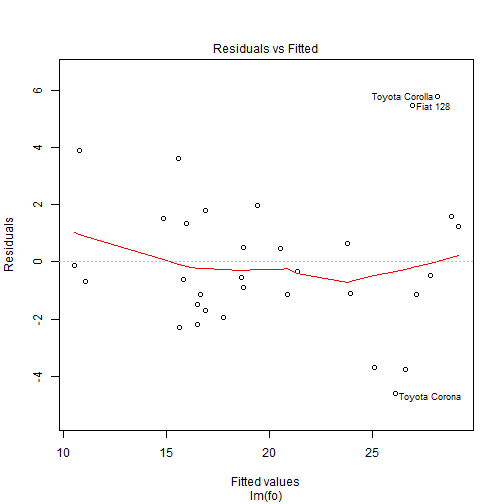 Residuals vs Fitted
6
4
2
0
-2
-4
Residuals
Toyota Corolla
Fiat 128
Toyota Corona
10 15 20 25
Fitted values
lm(fo)